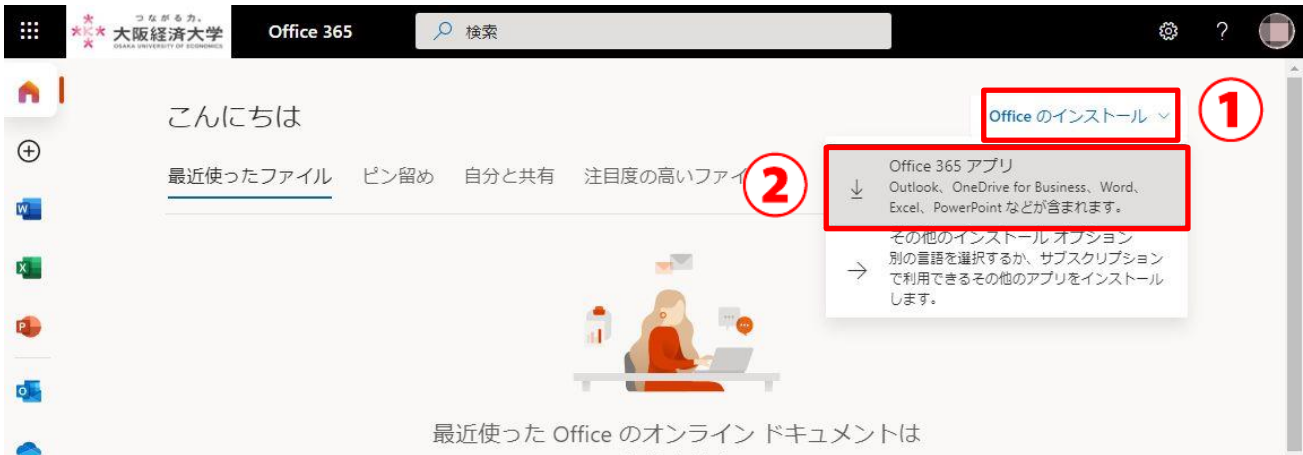 つながる力。
大阪経済大学
OSAKA UNIVERSITY OF ECONOMICS
Office 365
検索
?
こんにちは
Office のインストール
1
最近使ったファイル ピン留め 自分と共有 注目度の高いファイ
2
Office 365 アプリ
Outlook、OneDrive for Business、Word、
Excel、PowerPoint などが含まれます。
その他のインストール オプション
別の言語を選択するか、サブスクリプション
で利用できるその他のアプリをインストール
します。
最近使った Office のオンライン ドキュメントは